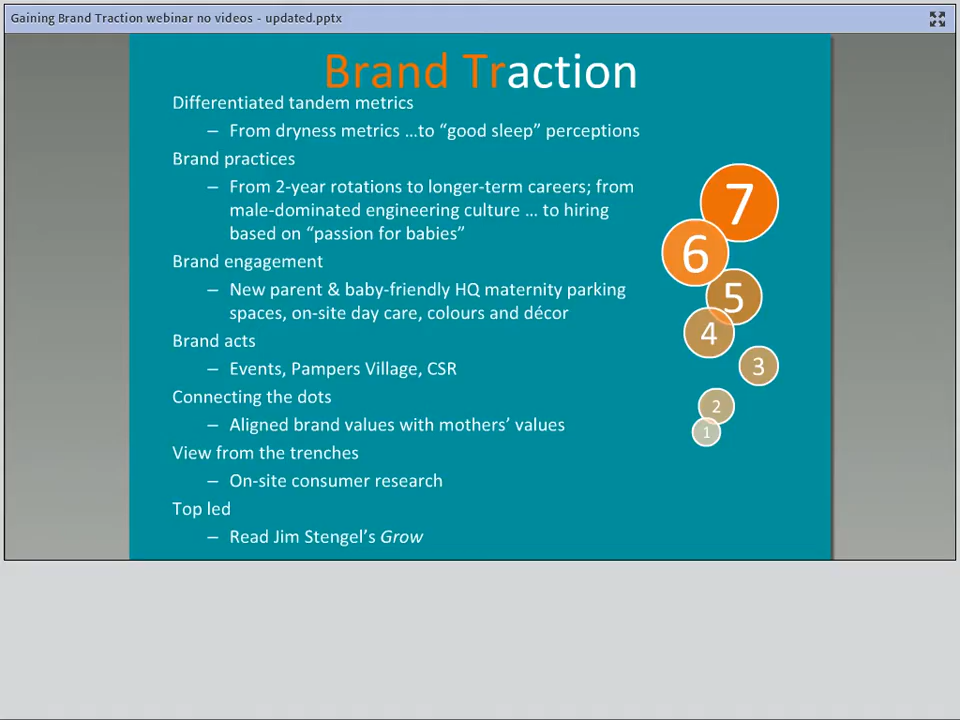 Gaining Brand Traction webinar no videos - updated.pptx
Brand Traction
Differentiated tandem metrics
– From dryness metrics …to “good sleep” perceptions
Brand practices
– From 2-year rotations to longer-term careers; from
male-dominated engineering culture … to hiring
based on “passion for babies”
Brand engagement
– New parent & baby-friendly HQ maternity parking
spaces, on-site day care, colours and décor
Brand acts
– Events, Pampers Village, CSR
Connecting the dots
– Aligned brand values with mothers’ values
View from the trenches
– On-site consumer research
Top led
– Read Jim Stengel’s Grow
7
6
5
4
3
2
1